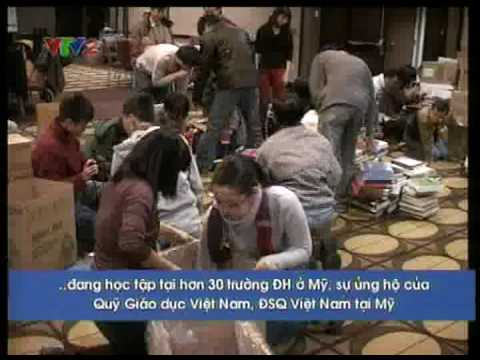 VTV2
..đang học tập tại hơn 30 trường ĐH ở Mỹ, sự ủng hộ của
Quỹ Giáo dục Việt Nam, ĐSQ Việt Nam tại Mỹ